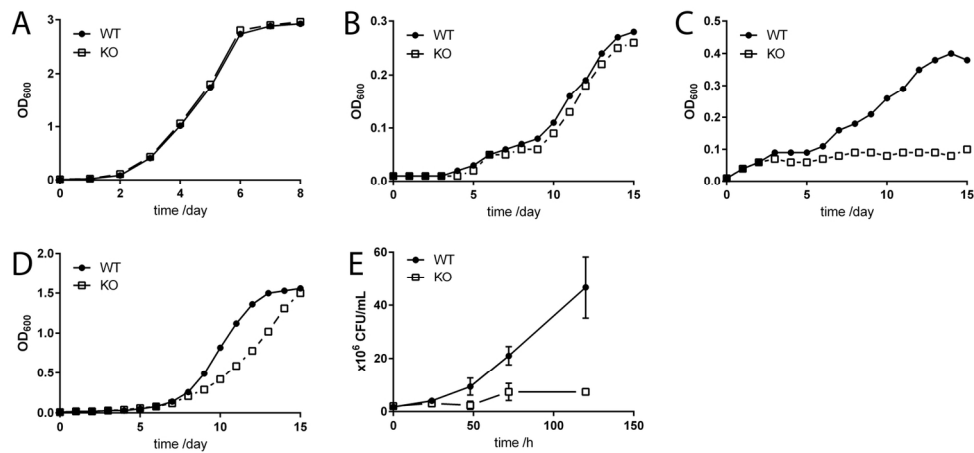 A
WT
KO
OD600
3
2
1
0
0 2 4 6 8
time /day
B
WT
KO
OD600
0.3
0.2
0.1
0.0
0 5 10 15
time /day
C
WT
KO
OD600
0.5
0.4
0.3
0.2
0.1
0.0
0 5 10 15
time /day
D
WT
KO
OD600
2.0
1.5
1.0
0.5
0.0
0 5 10 15
time /day
E
WT
KO
x10⁶ CFU/mL
60
40
20
0
0 50 100 150
time /h